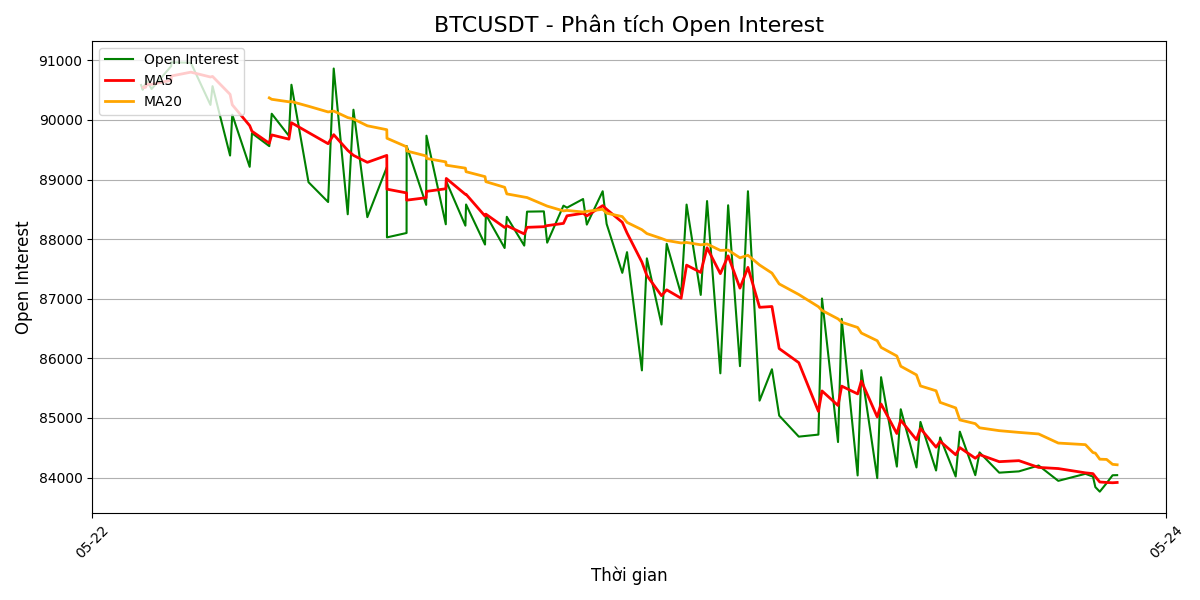 BTCUSDT - Phân tích Open Interest
Open Interest
MA5
MA20
91000
90000
89000
88000
87000
86000
85000
84000
Open Interest
05-22
05-24
Thời gian